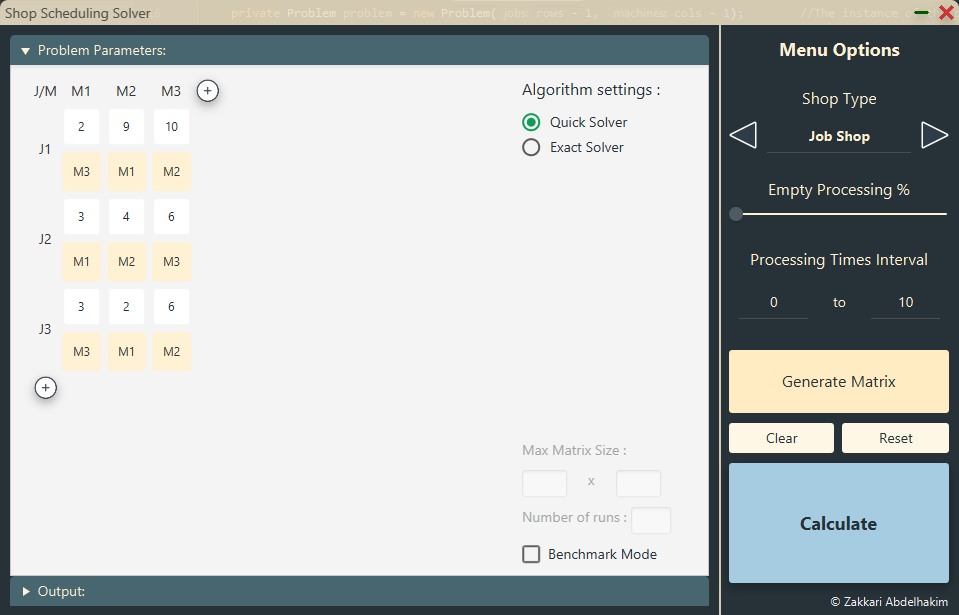 Shop Scheduling Solver
private Problem problem = new Problem( jobs: rows - 1, machines: cols - 1);
//The instance o
Problem Parameters:
J/M M1 M2 M3 +
2 9 10
J1
M3 M1 M2
3 4 6
J2
M1 M2 M3
3 2 6
J3
M3 M1 M2
+
Algorithm settings :
Quick Solver
Exact Solver
Max Matrix Size :
x
Number of runs :
Benchmark Mode
Output:
Menu Options
Shop Type
Job Shop
Empty Processing %
Processing Times Interval
0 to 10
Generate Matrix
Clear Reset
Calculate
© Zakkari Abdelhakim